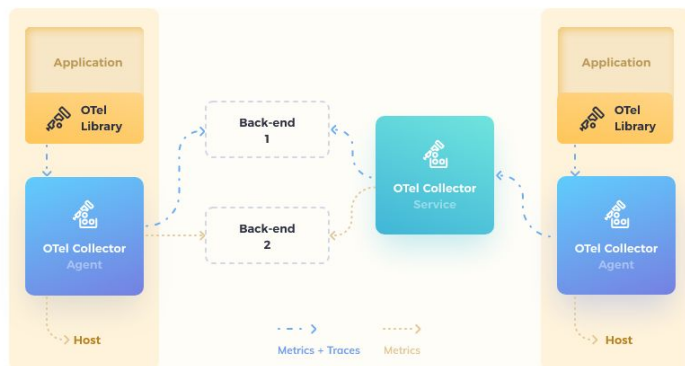 Application
OTel
Library
OTel Collector
Agent
Host
Back-end
1
Back-end
2
OTel Collector
Service
Application
OTel
Library
OTel Collector
Agent
Host
Metrics + Traces
Metrics